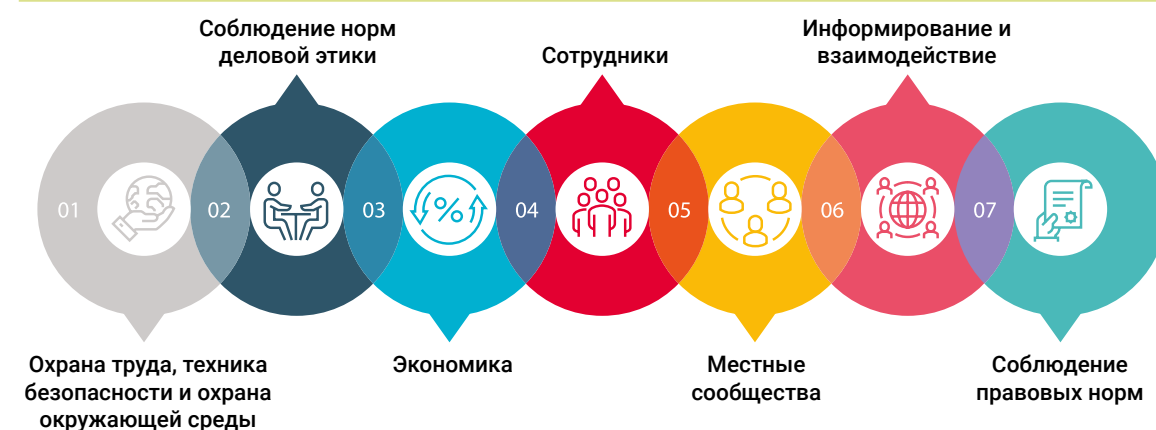 Соблюдение норм
деловой этики
Сотрудники
Информирование и
взаимодействие
01
02
03
%
04
05
06
07
Охрана труда, техника
безопасности и охрана
окружающей среды
Экономика
Местные
сообщества
Соблюдение
правовых норм